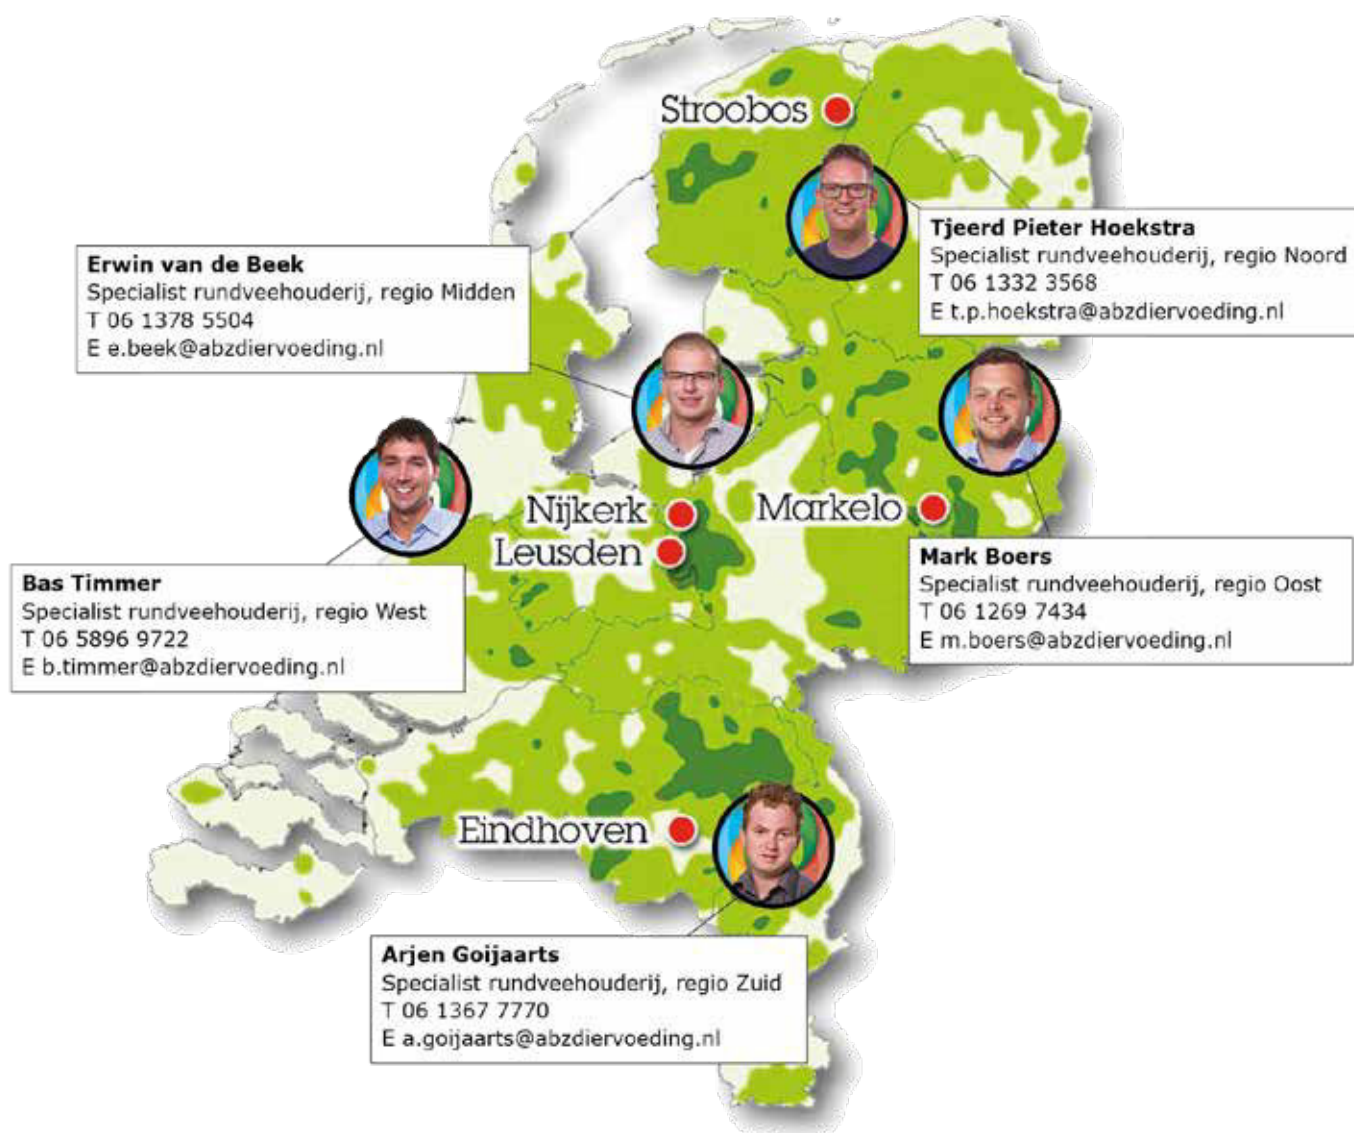 Stroobos
Tjeerd Pieter Hoekstra
Specialist rundveehouderij, regio Noord
T 06 1332 3568
E t.p.hoekstra@abzdiervoeding.nl
Erwin van de Beek
Specialist rundveehouderij, regio Midden
T 06 1378 5504
E e.beek@abzdiervoeding.nl
Nijkerk
Leusden
Markelo
Mark Boers
Specialist rundveehouderij, regio Oost
T 06 1269 7434
E m.boers@abzdiervoeding.nl
Bas Timmer
Specialist rundveehouderij, regio West
T 06 5896 9722
E b.timmer@abzdiervoeding.nl
Eindhoven
Arjen Goijaarts
Specialist rundveehouderij, regio Zuid
T 06 1367 7770
E a.goijaarts@abzdiervoeding.nl